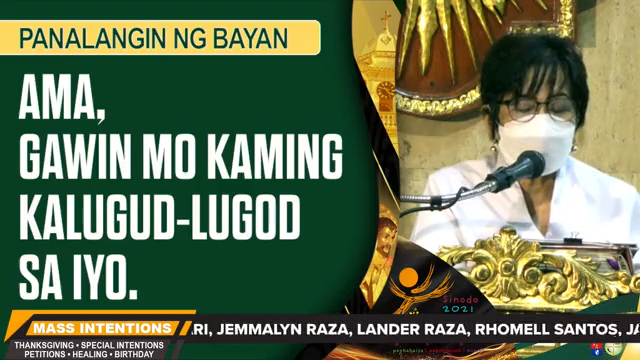 PANALANGIN NG BAYAN
AMA,
GAWIN MO KAMING
KALUGUD-LUGOD
SA IYO.
Sinodo
2021
MASS INTENTIONS
RI, JEMMALYN RAZA, LANDER RAZA, RHOMELL SANTOS, JA
THANKSGIVING • SPECIAL INTENTIONS
PETITIONS • HEALING • BIRTHDAY